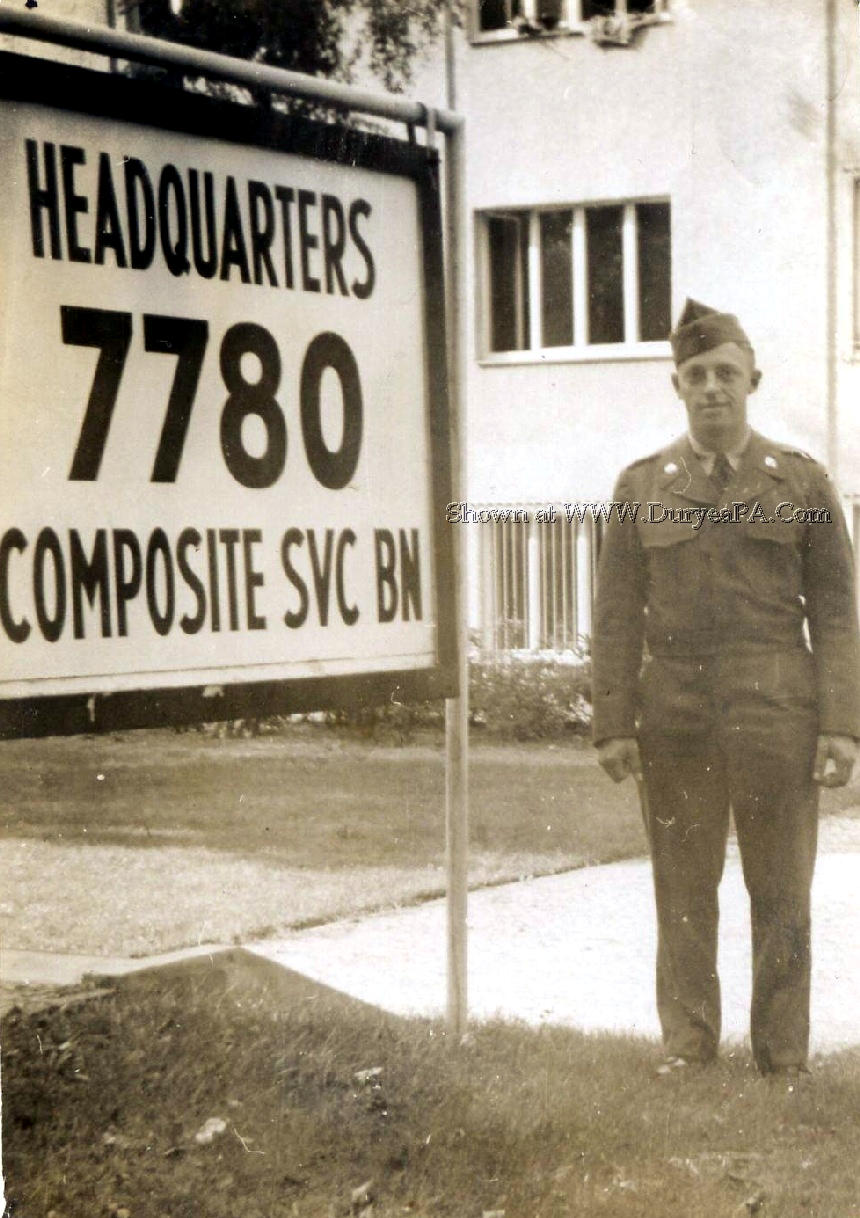 HEADQUARTERS
7780
COMPOSITE SVC BN
Shown at WWW.DuryeaPA.Com